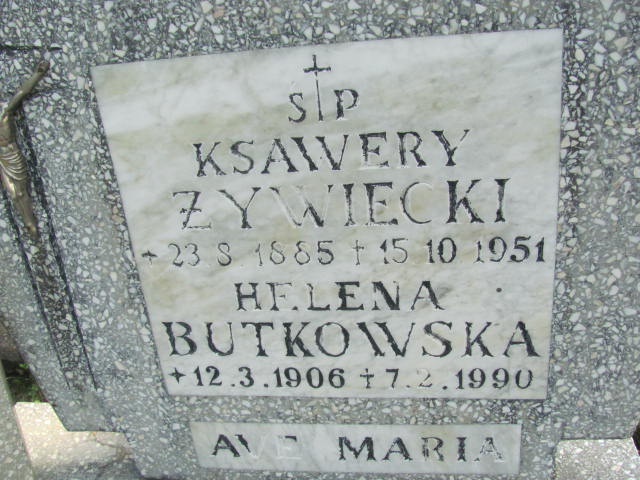 Ś†P
KSAWERY
ŻYWIECKI
* 23.8.1885 † 15.10.1951
HELENA
BUTKOWSKA
* 12.3.1906 † 7.2.1990
AVE MARIA